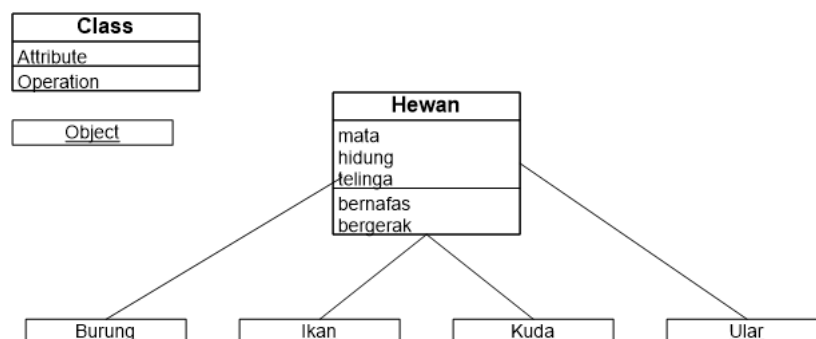 Class
Attribute
Operation
Object
Hewan
mata
hidung
telinga
bernafas
bergerak
Burung
Ikan
Kuda
Ular